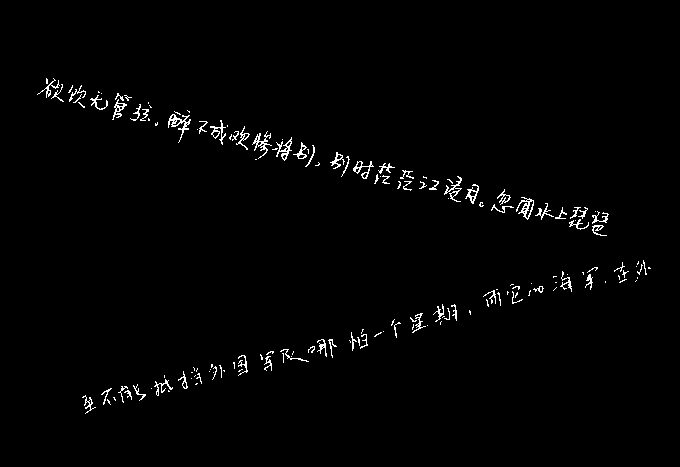 欲饮无管弦。醉不成欢惨将别,别时茫茫江浸月。忽闻水上琵琶
至不能抵挡外国军队哪怕一个星期,而它的海军.在外